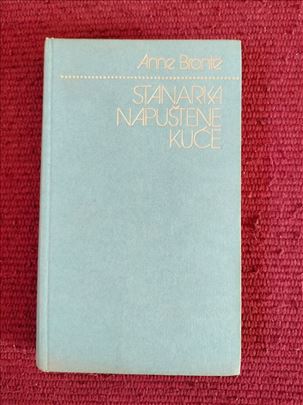 Anne Brontë
STANARKA
NAPUŠTENE
KUĆE